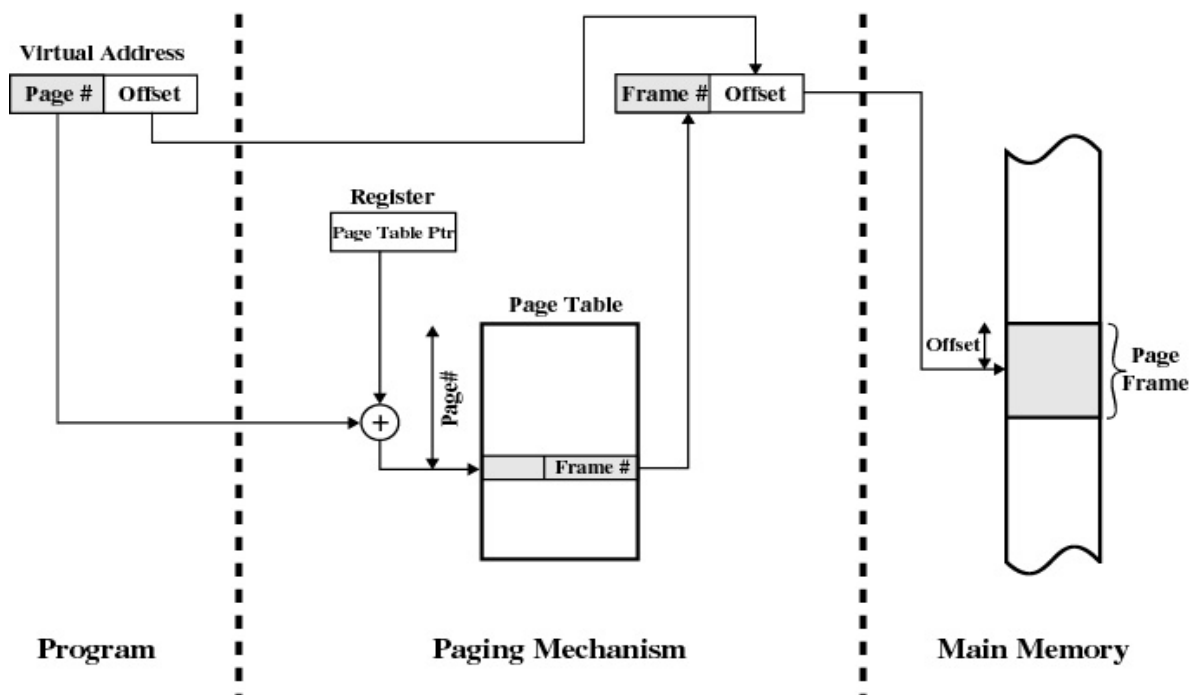 Virtual Address
Page # Offset
Frame # Offset
Register
Page Table Ptr
Page Table
Page#
+
Frame #
Offset
Page
Frame
Program
Paging Mechanism
Main Memory